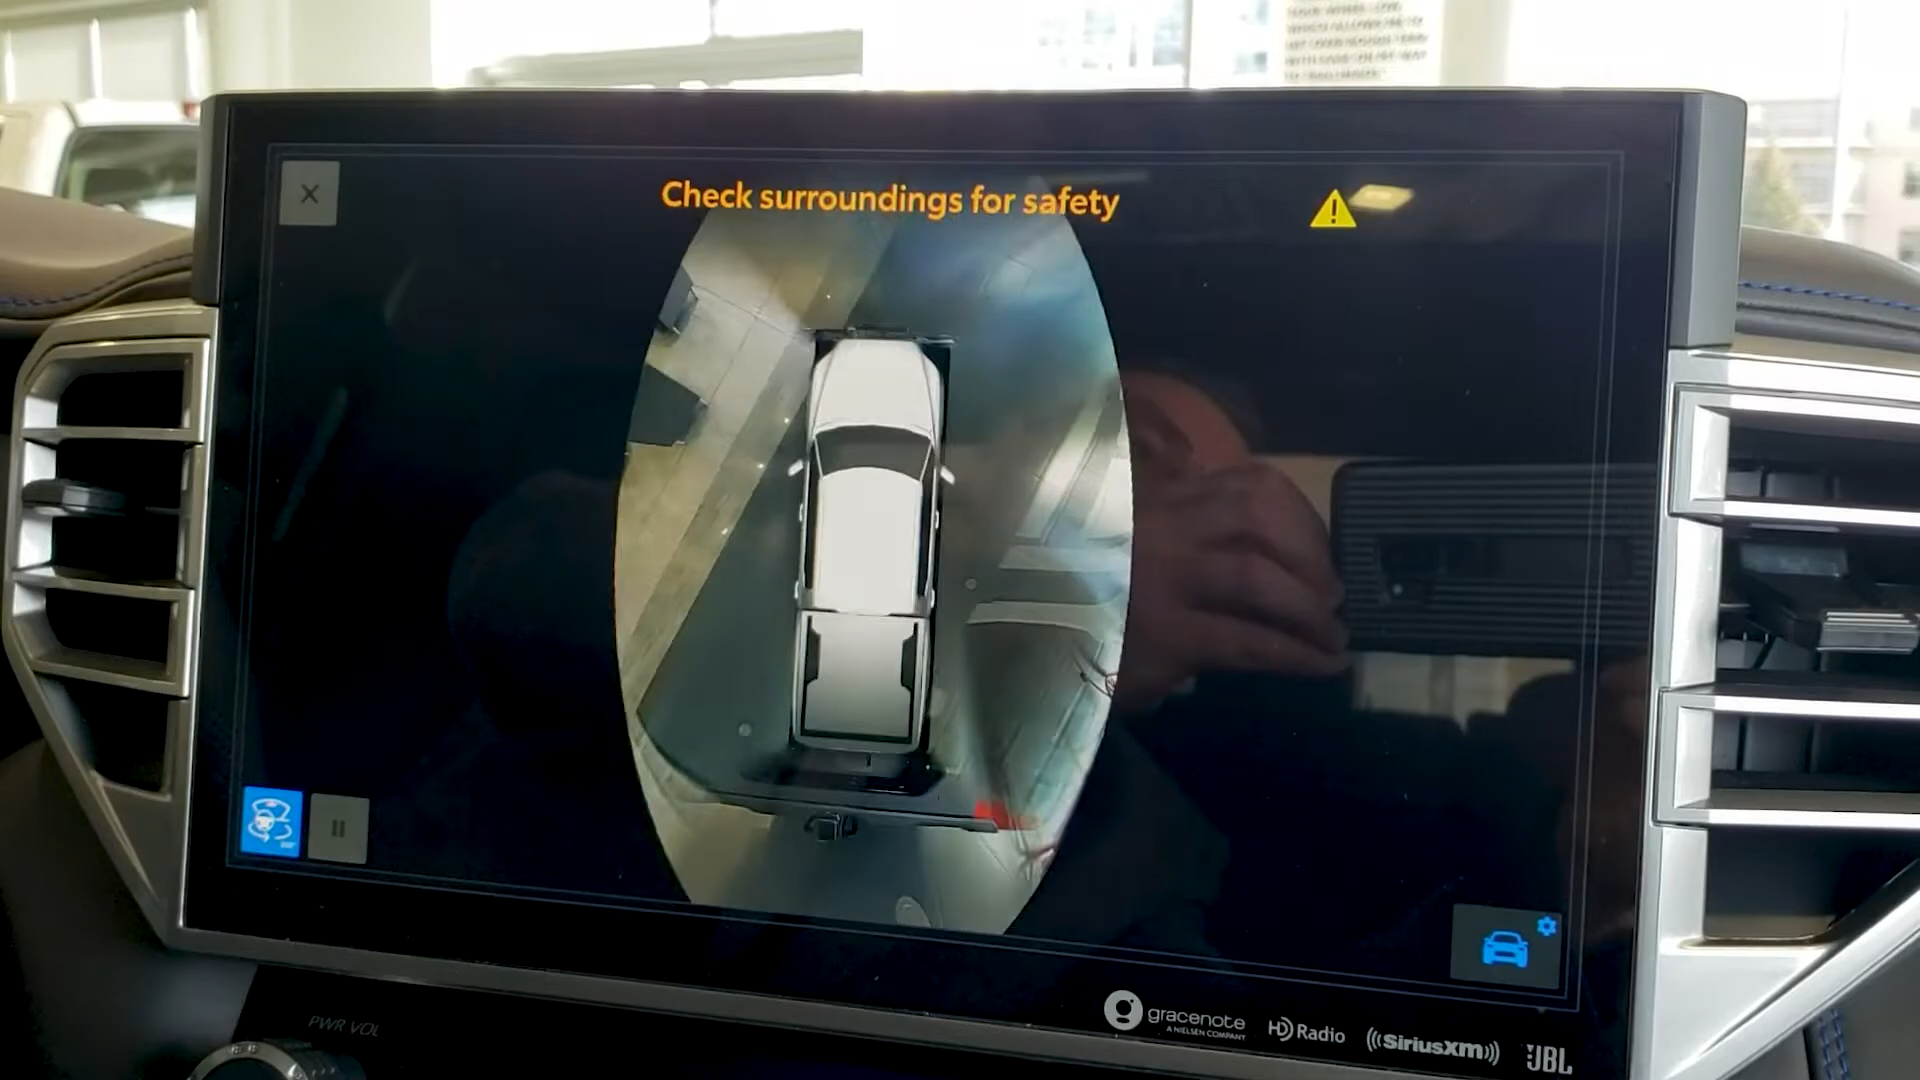 Check surroundings for safety
PWR VOL
gracenote
A NIELSEN COMPANY
HD Radio
SiriusXM
JBL